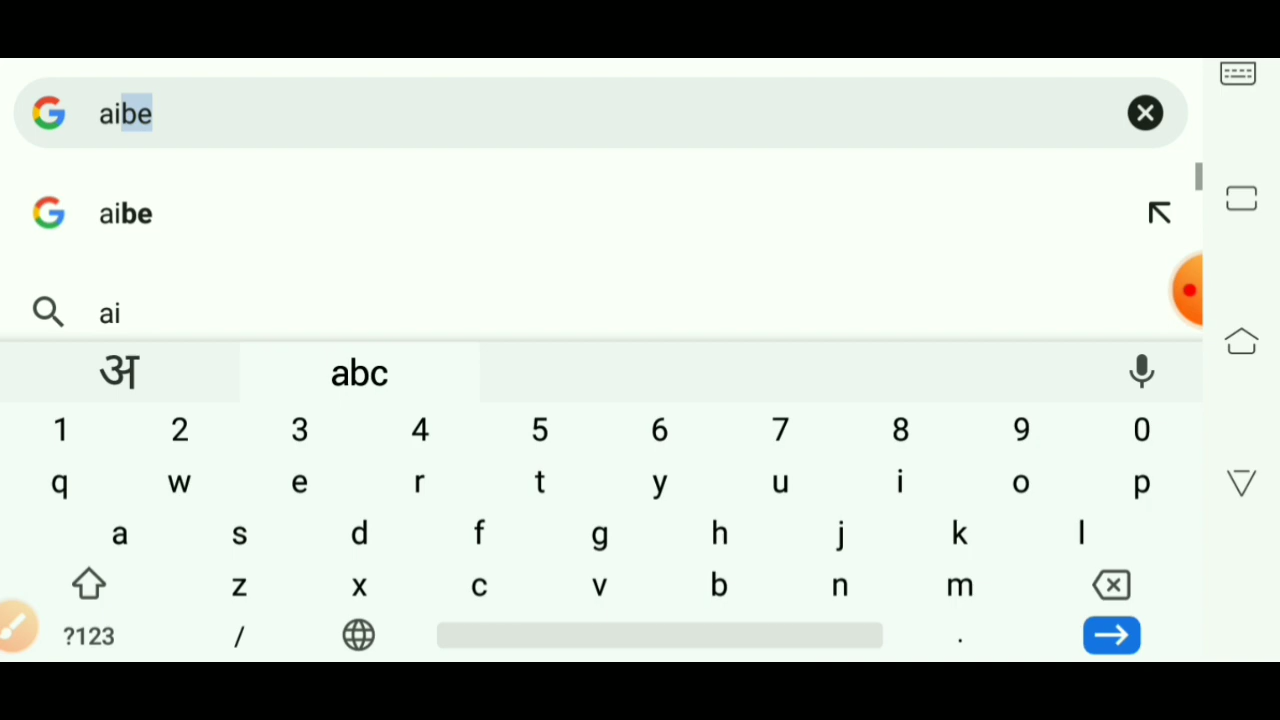 aibe
aibe
ai
अ abc
1 2 3 4 5 6 7 8 9 0
q w e r t y u i o p
a s d f g h j k l
z x c v b n m
?123 / .